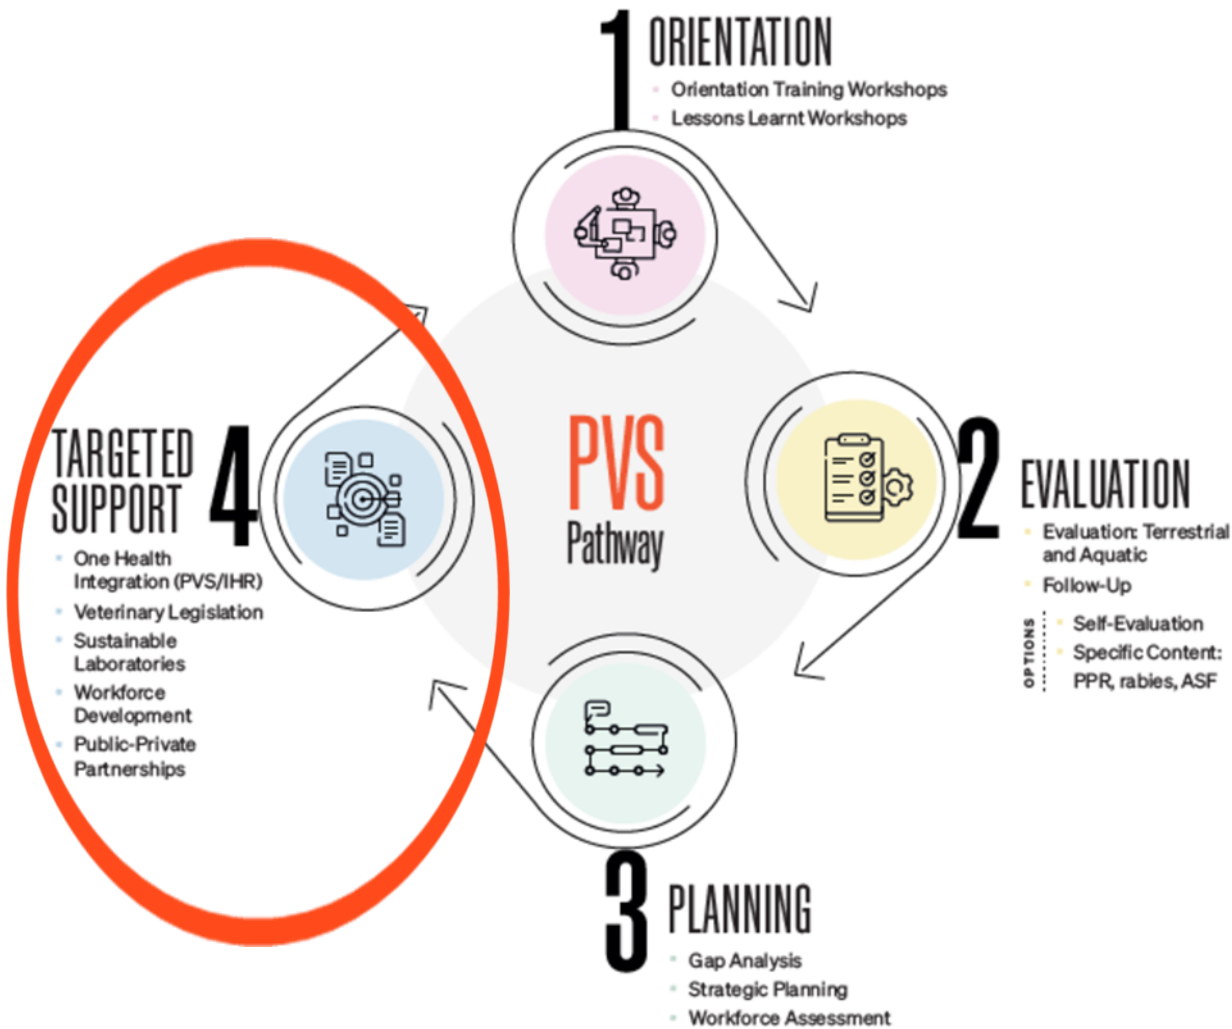 1 ORIENTATION
Orientation Training Workshops
Lessons Learnt Workshops
2 EVALUATION
Evaluation: Terrestrial
and Aquatic
Follow-Up
OPTIONS
Self-Evaluation
Specific Content:
PPR, rabies, ASF
3 PLANNING
Gap Analysis
Strategic Planning
Workforce Assessment
TARGETED
SUPPORT 4
One Health
Integration (PVS/IHR)
Veterinary Legislation
Sustainable
Laboratories
Workforce
Development
Public-Private
Partnerships
PVS
Pathway